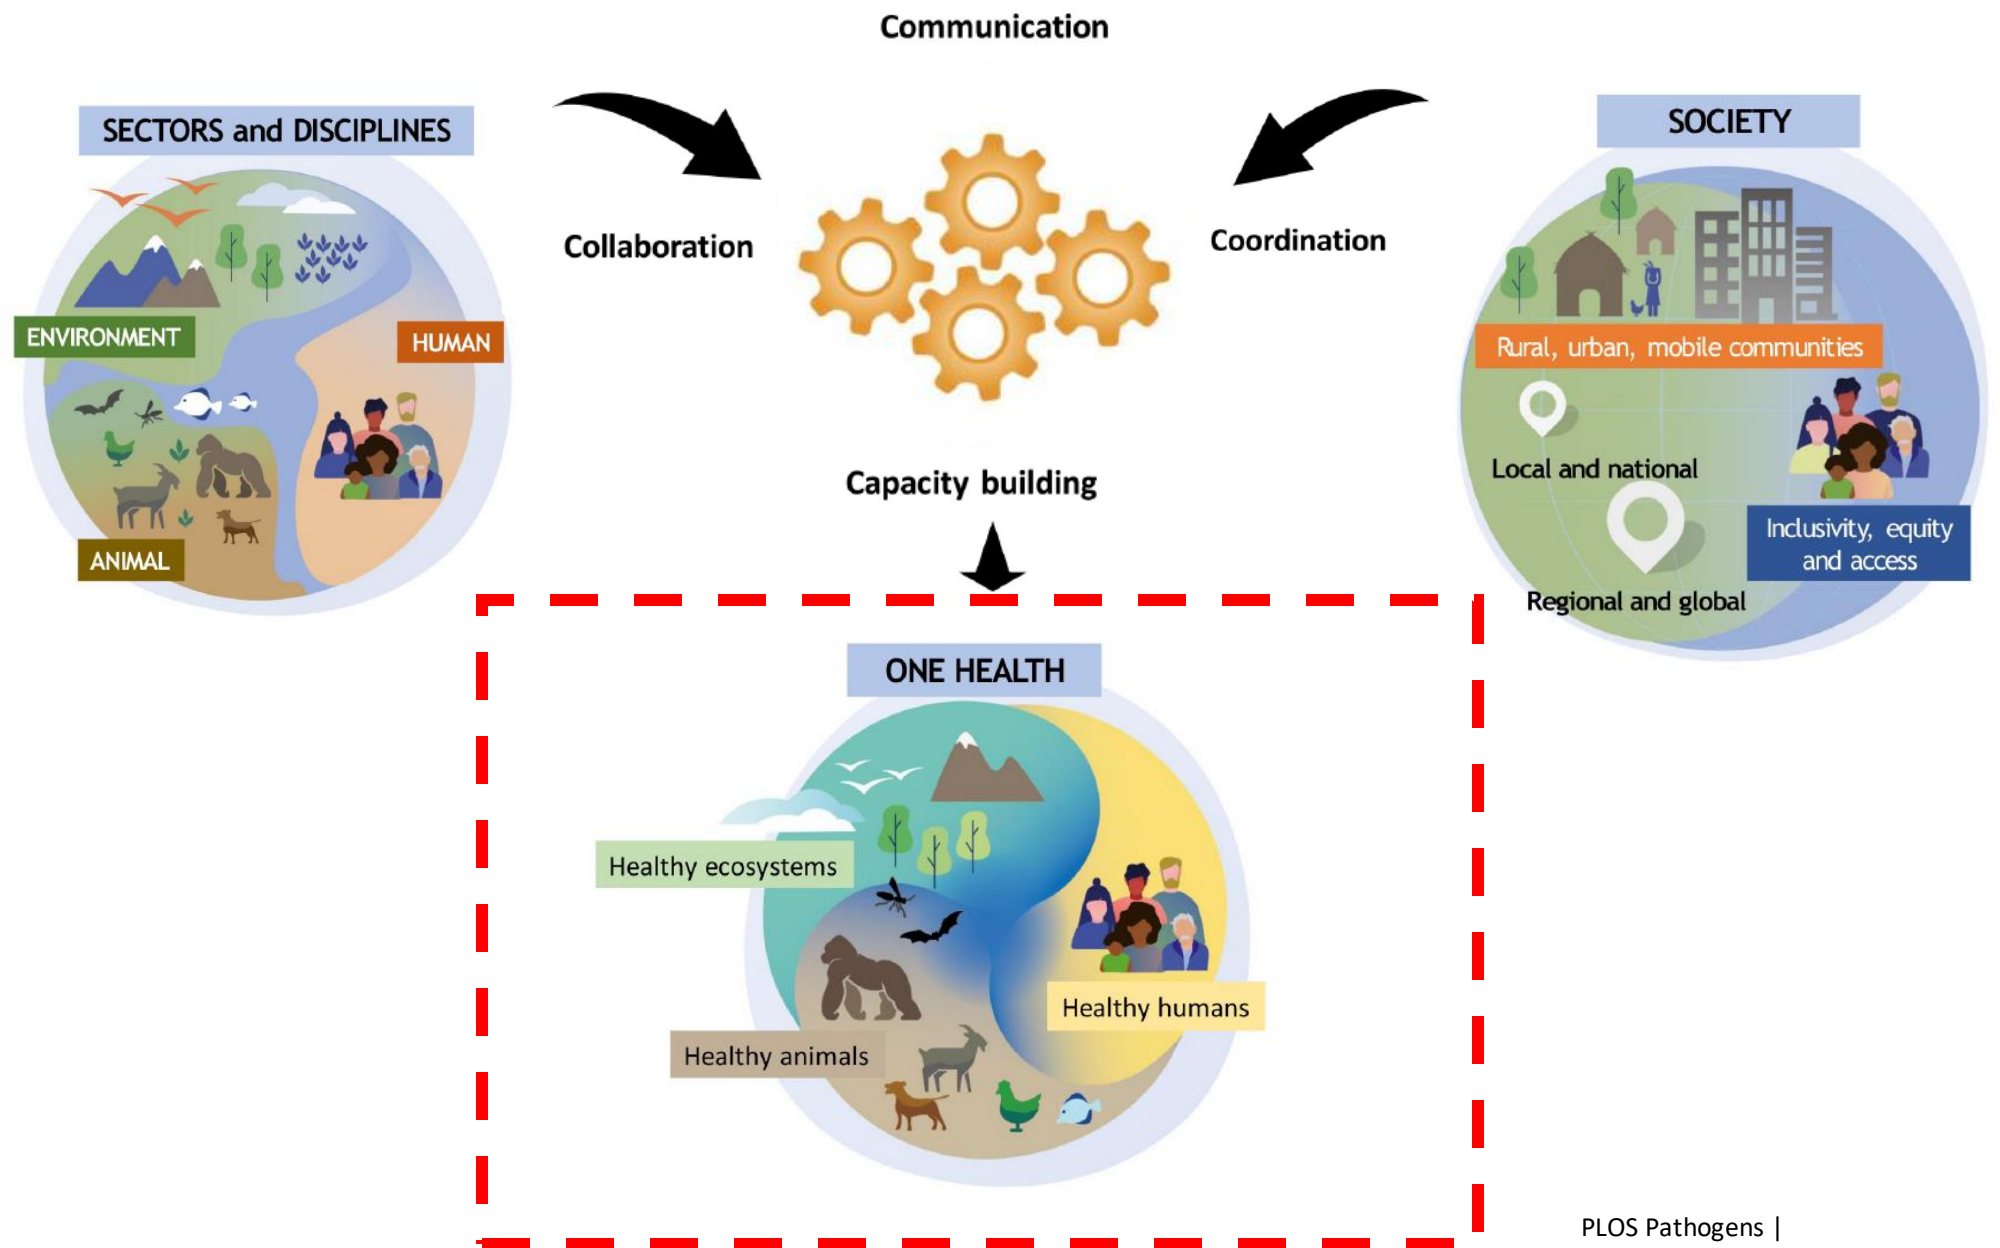 Communication
SECTORS and DISCIPLINES
SOCIETY
Collaboration
Coordination
ENVIRONMENT
HUMAN
ANIMAL
Rural, urban, mobile communities
Local and national
Inclusivity, equity
and access
Regional and global
Capacity building
ONE HEALTH
Healthy ecosystems
Healthy humans
Healthy animals
PLOS Pathogens |